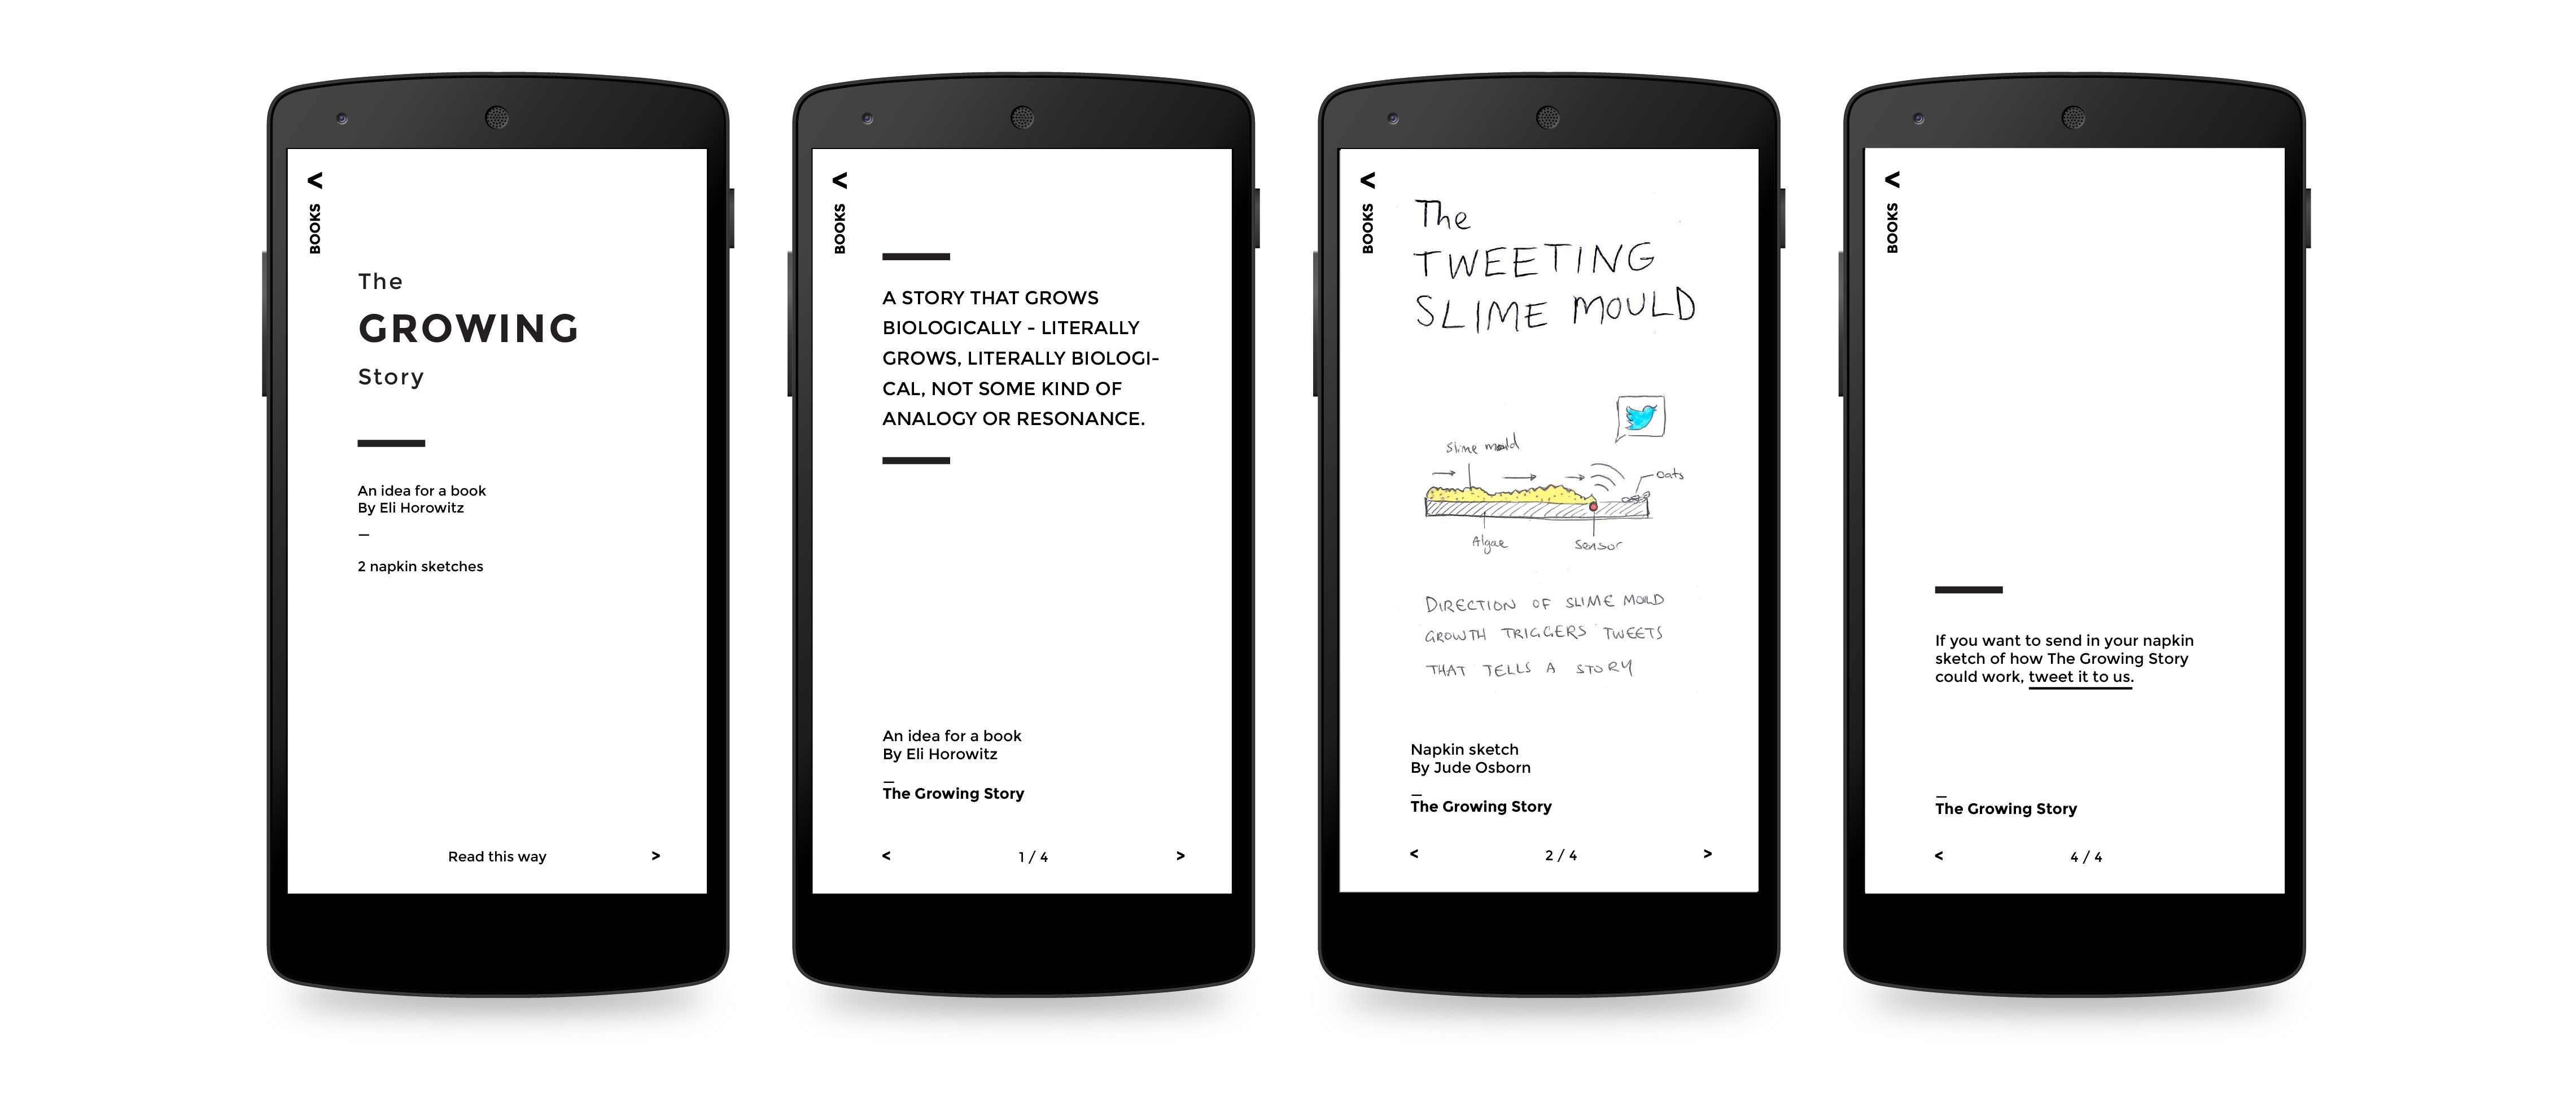 <
BOOKS
The
GROWING
Story
An idea for a book
By Eli Horowitz
–
2 napkin sketches
Read this way >
<
BOOKS
A STORY THAT GROWS
BIOLOGICALLY - LITERALLY
GROWS, LITERALLY BIOLOGI-
CAL, NOT SOME KIND OF
ANALOGY OR RESONANCE.
An idea for a book
By Eli Horowitz
–
The Growing Story
< 1 / 4 >
<
BOOKS
The
TWEETING
SLIME MOULD
Slime mould
oats
Algae
Sensor
DIRECTION OF SLIME MOULD
GROWTH TRIGGERS TWEETS
THAT TELLS A STORY
Napkin sketch
By Jude Osborn
–
The Growing Story
< 2 / 4 >
<
BOOKS
If you want to send in your napkin
sketch of how The Growing Story
could work, tweet it to us.
–
The Growing Story
< 4 / 4